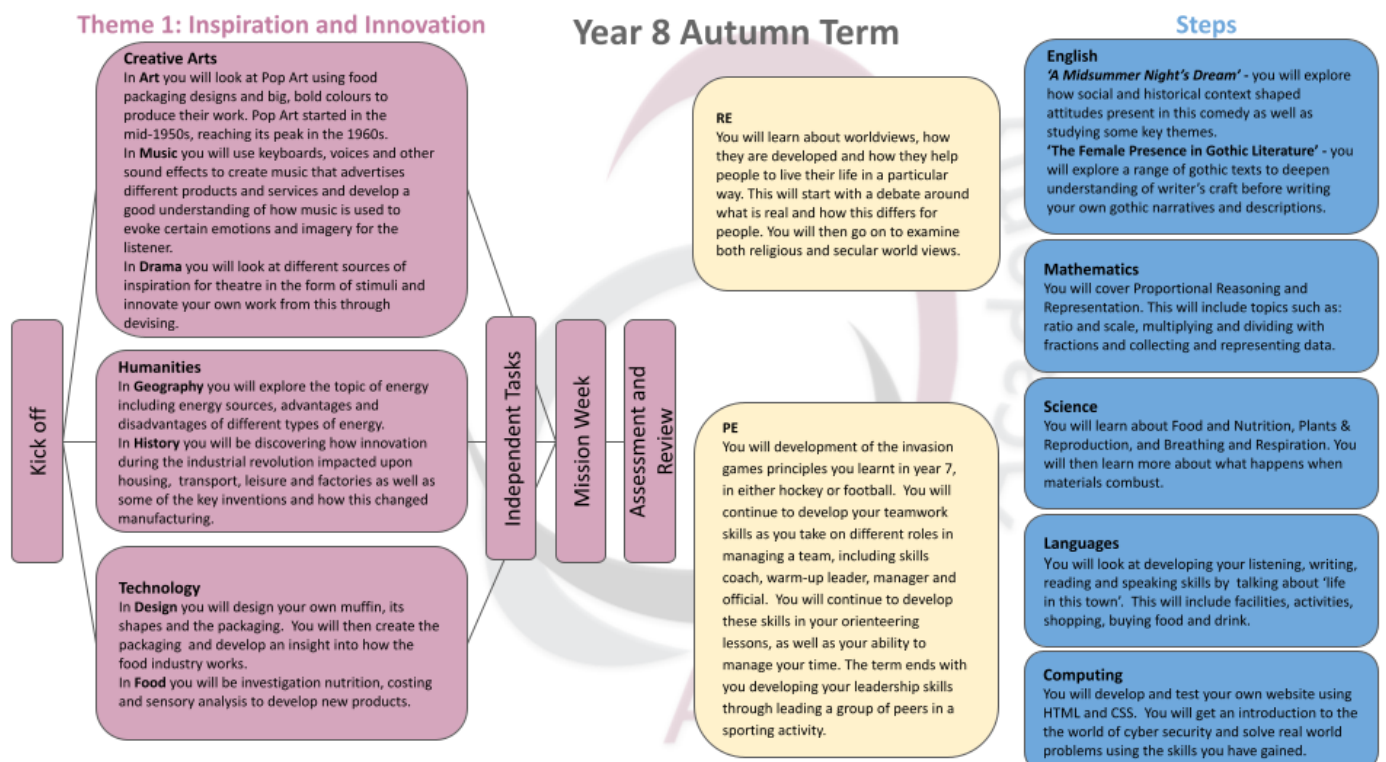 Theme 1: Inspiration and Innovation
Year 8 Autumn Term
Steps
Kick off
Creative Arts
In Art you will look at Pop Art using food
packaging designs and big, bold colours to
produce their work. Pop Art started in the
mid-1950s, reaching its peak in the 1960s.
In Music you will use keyboards, voices and other
sound effects to create music that advertises
different products and services and develop a
good understanding of how music is used to
evoke certain emotions and imagery for the
listener.
In Drama you will look at different sources of
inspiration for theatre in the form of stimuli and
innovate your own work from this through
devising.
Humanities
In Geography you will explore the topic of energy
including energy sources, advantages and
disadvantages of different types of energy.
In History you will be discovering how innovation
during the industrial revolution impacted upon
housing, transport, leisure and factories as well as
some of the key inventions and how this changed
manufacturing.
Technology
In Design you will design your own muffin, its
shapes and the packaging. You will then create the
packaging and develop an insight into how the
food industry works.
In Food you will be investigation nutrition, costing
and sensory analysis to develop new products.
Independent Tasks
Mission Week
Assessment and
Review
RE
You will learn about worldviews, how
they are developed and how they help
people to live their life in a particular
way. This will start with a debate around
what is real and how this differs for
people. You will then go on to examine
both religious and secular world views.
PE
You will development of the invasion
games principles you learnt in year 7,
in either hockey or football. You will
continue to develop your teamwork
skills as you take on different roles in
managing a team, including skills
coach, warm-up leader, manager and
official. You will continue to develop
these skills in your orienteering
lessons, as well as your ability to
manage your time. The term ends with
you developing your leadership skills
through leading a group of peers in a
sporting activity.
English
'A Midsummer Night's Dream' - you will explore
how social and historical context shaped
attitudes present in this comedy as well as
studying some key themes.
'The Female Presence in Gothic Literature' - you
will explore a range of gothic texts to deepen
understanding of writer's craft before writing
your own gothic narratives and descriptions.
Mathematics
You will cover Proportional Reasoning and
Representation. This will include topics such as:
ratio and scale, multiplying and dividing with
fractions and collecting and representing data.
Science
You will learn about Food and Nutrition, Plants &
Reproduction, and Breathing and Respiration. You
will then learn more about what happens when
materials combust.
Languages
You will look at developing your listening, writing,
reading and speaking skills by talking about 'life
in this town'. This will include facilities, activities,
shopping, buying food and drink.
Computing
You will develop and test your own website using
HTML and CSS. You will get an introduction to the
the world of cyber security and solve real world
problems using the skills you have gained.